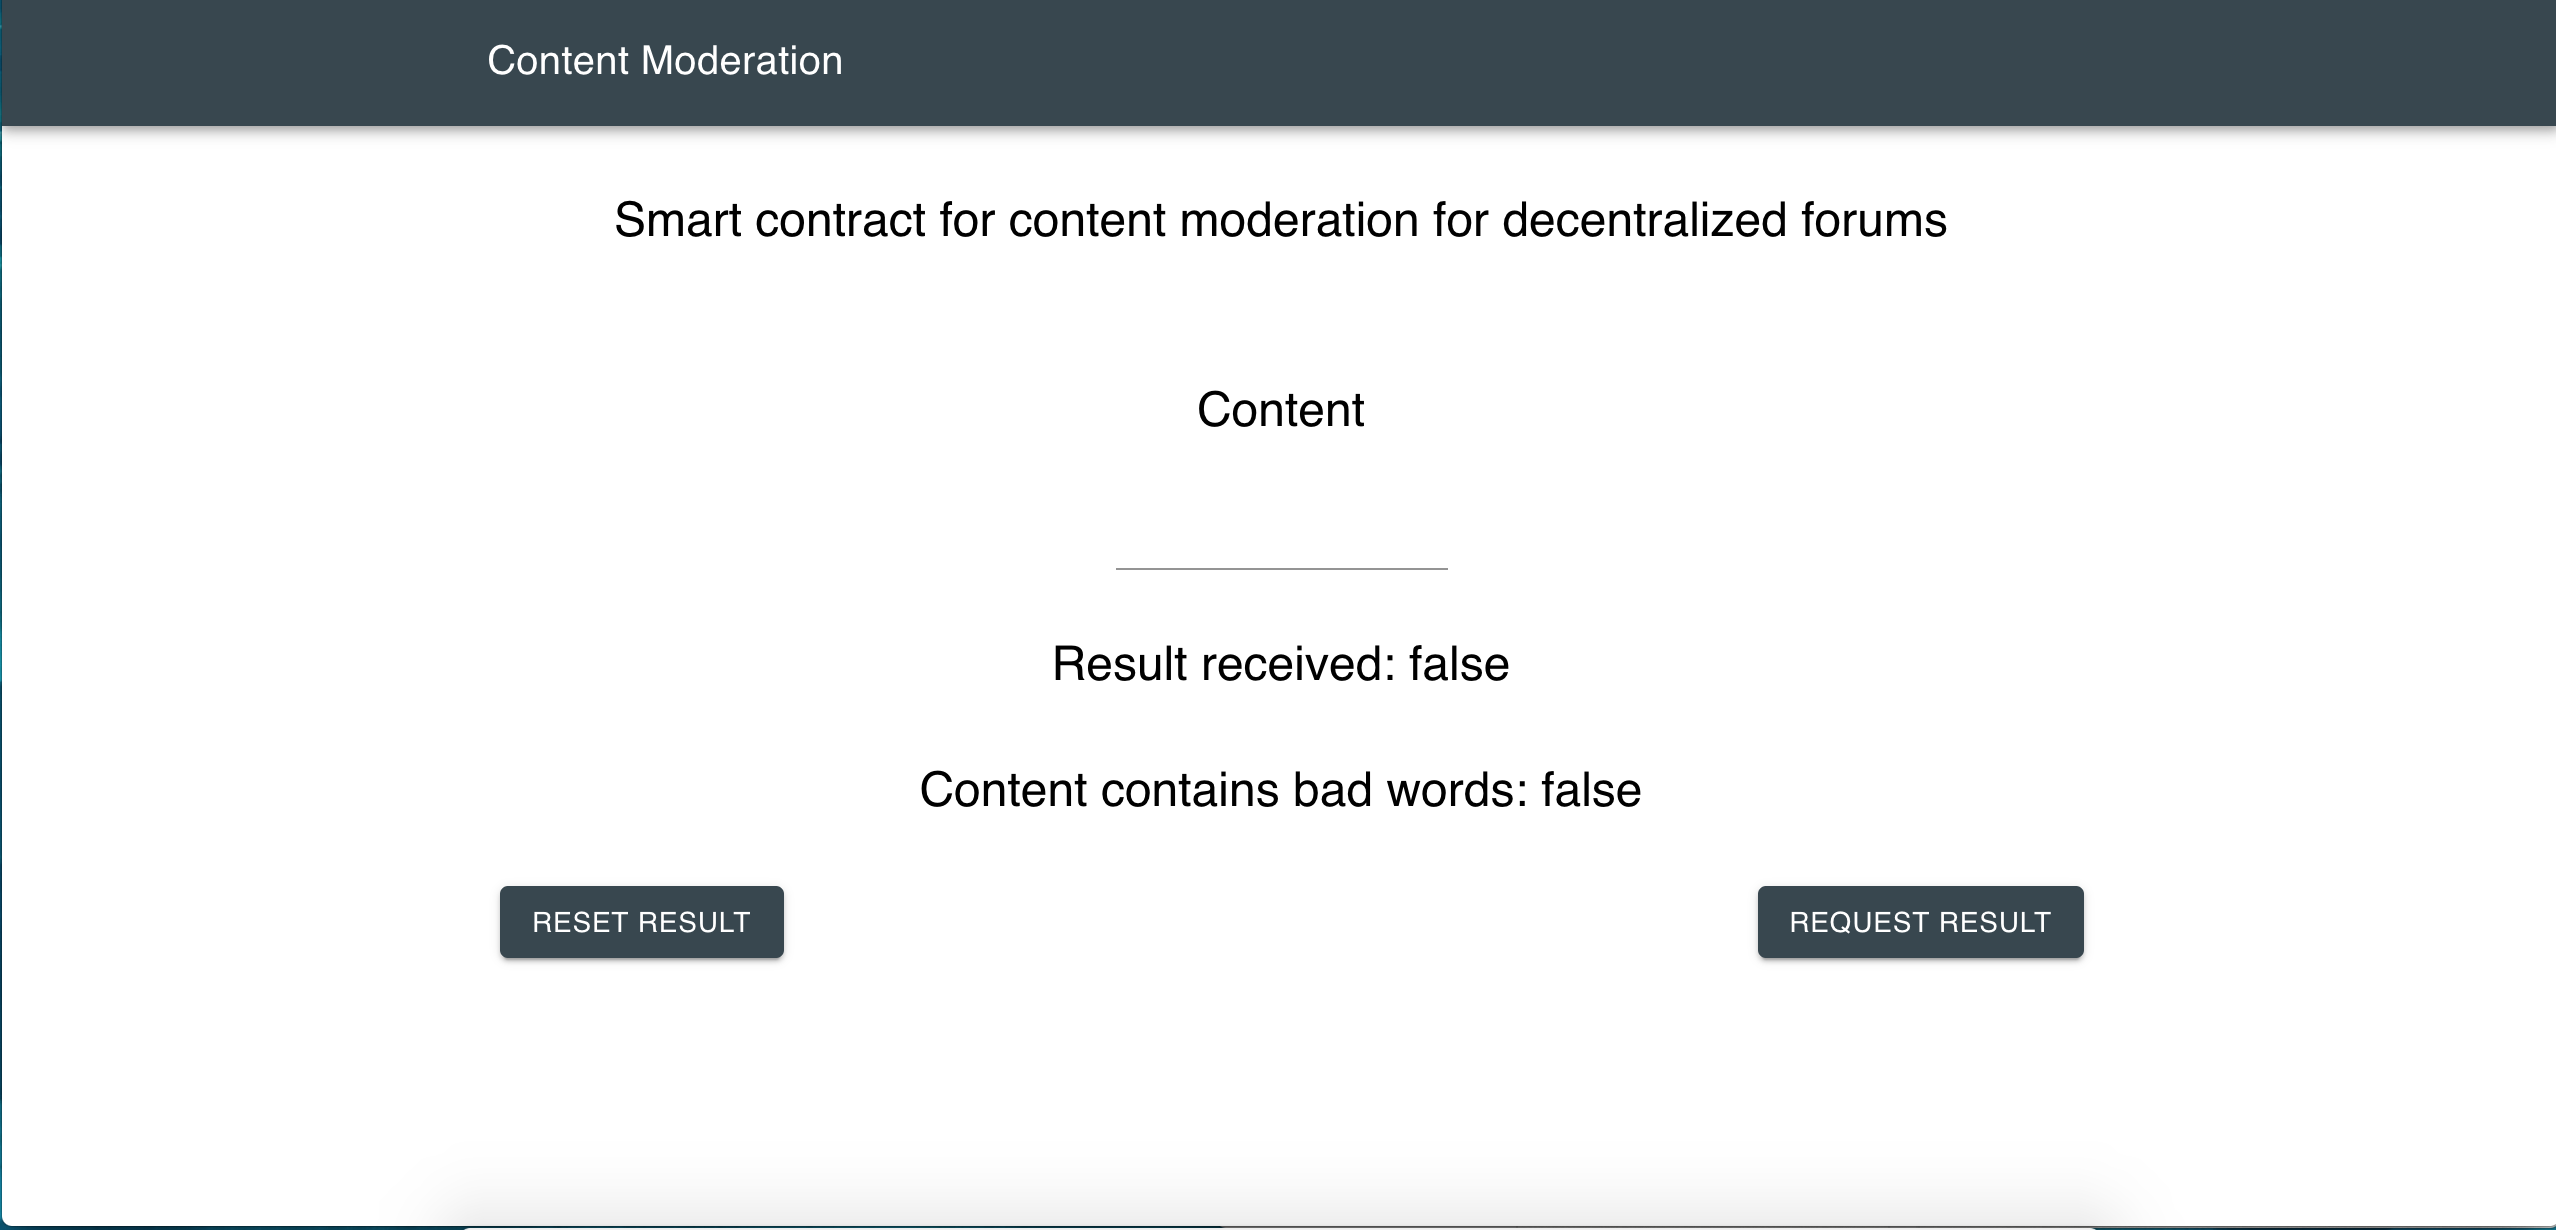 Content Moderation
Smart contract for content moderation for decentralized forums
Content
Result received: false
Content contains bad words: false
RESET RESULT
REQUEST RESULT